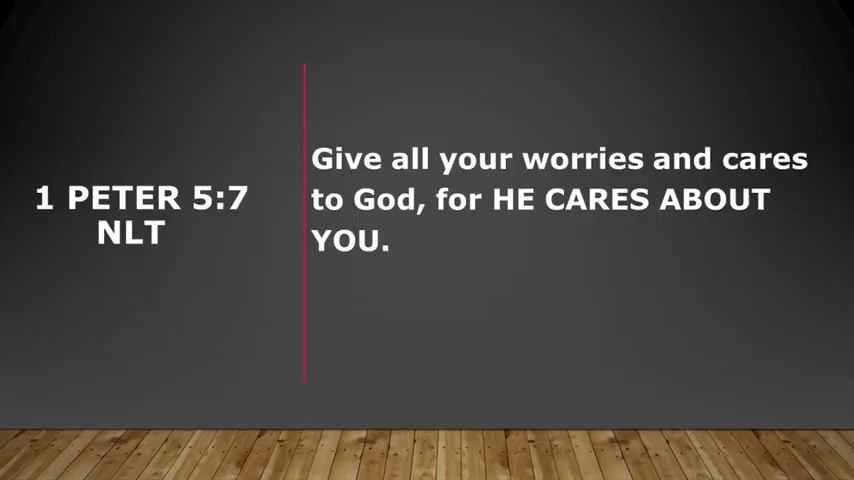 1 PETER 5:7
NLT
Give all your worries and cares
to God, for HE CARES ABOUT
YOU.